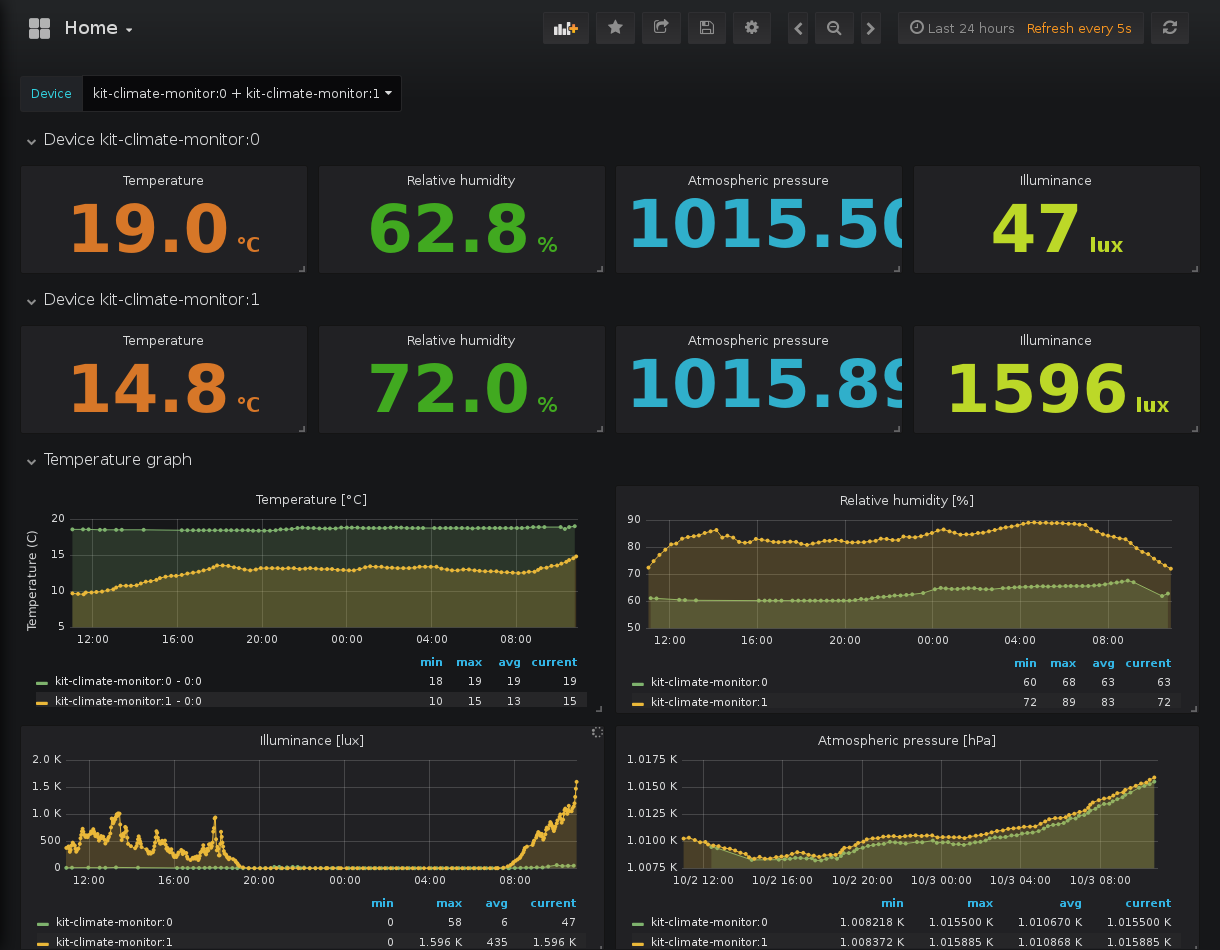 Home
Last 24 hours Refresh every 5s
Device kit-climate-monitor:0 + kit-climate-monitor:1
Device kit-climate-monitor:0
Temperature Relative humidity Atmospheric pressure Illuminance
19.0 °C 62.8 % 1015.50 47 lux
Device kit-climate-monitor:1
Temperature Relative humidity Atmospheric pressure Illuminance
14.8 °C 72.0 % 1015.89 1596 lux
Temperature graph
Temperature [°C]
Temperature (C)
20
15
10
5
12:00 16:00 20:00 00:00 04:00 08:00
min max avg current
kit-climate-monitor:0 - 0:0 18 19 19 19
kit-climate-monitor:1 - 0:0 10 15 13 15
Relative humidity [%]
90
80
70
60
50
12:00 16:00 20:00 00:00 04:00 08:00
min max avg current
kit-climate-monitor:0 60 68 63 63
kit-climate-monitor:1 72 89 83 72
Illuminance [lux]
2.0 K
1.5 K
1.0 K
500
0
12:00 16:00 20:00 00:00 04:00 08:00
min max avg current
kit-climate-monitor:0 0 58 6 47
kit-climate-monitor:1 0 1.596 K 435 1.596 K
Atmospheric pressure [hPa]
1.0175 K
1.0150 K
1.0125 K
1.0100 K
1.0075 K
10/2 12:00 10/2 16:00 10/2 20:00 10/3 00:00 10/3 04:00 10/3 08:00
min max avg current
kit-climate-monitor:0 1.008218 K 1.015500 K 1.010670 K 1.015500 K
kit-climate-monitor:1 1.008372 K 1.015885 K 1.010868 K 1.015885 K